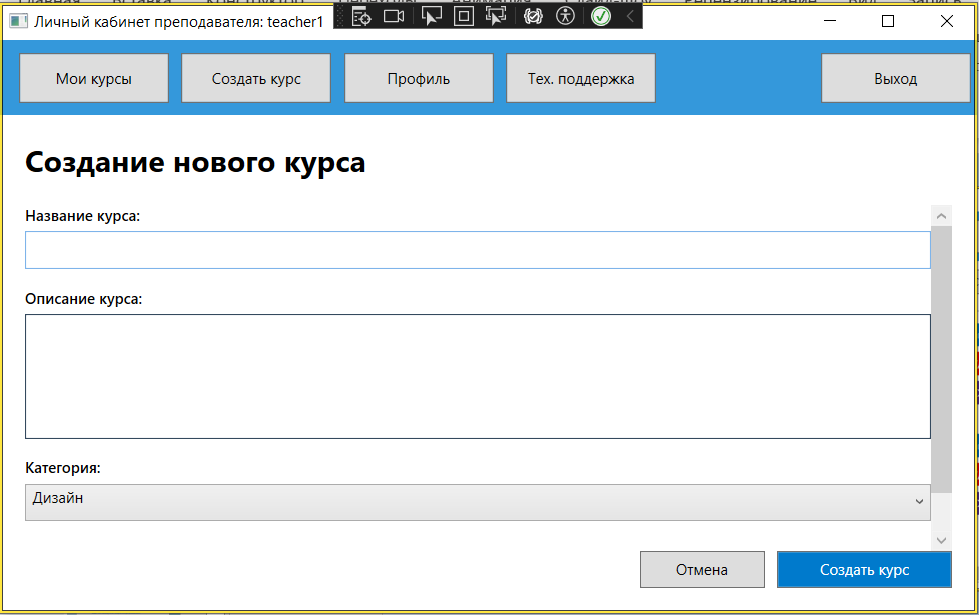 Личный кабинет преподавателя: teacher1
Мои курсы Создать курс Профиль Тех. поддержка Выход
Создание нового курса
Название курса:
Описание курса:
Категория:
Дизайн
Отмена Создать курс